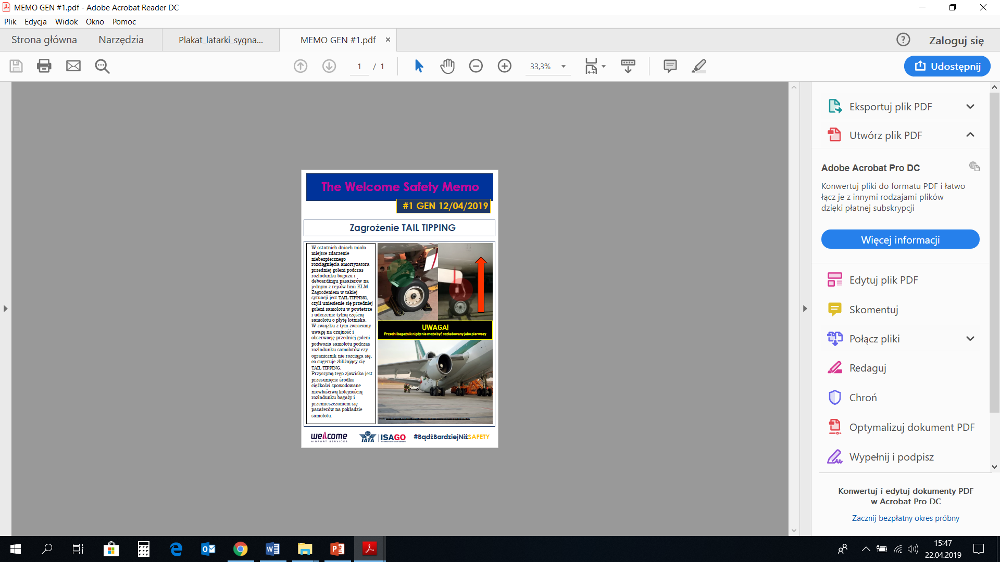 MEMO GEN #1.pdf - Adobe Acrobat Reader DC
Plik Edycja Widok Okno Pomoc
Strona główna Narzędzia Plakat_latarki_sygna... MEMO GEN #1.pdf Zaloguj się
1 / 1 33,3% Udostępnij
The Welcome Safety Memo
#1 GEN 12/04/2019
Zagrożenie TAIL TIPPING
W ostatnich dniach miało
miejsce zdarzenie
niebezpiecznego
rozciągnięcia amortyzatora
przedniej goleni podczas
rozładunku bagażu i
deboardingu pasażerów na
jednym z rejsów linii KLM.
Zagrożeniem w takiej
sytuacji jest TAIL TIPPING,
czyli uniesienie się przedniej
goleni samolotu w powietrze
i uderzenie tylną częścią
samolotu o płytę lotniska.
W związku z tym zwracamy
uwagę na czujność i
obserwację przedniej goleni
podwozia samolotu podczas
rozładunku samolotów czy
ogranicznik nie rozciąga się,
co sugeruje zbliżający się
TAIL TIPPING.
Przyczyną tego zjawiska jest
przesunięcie środka
ciężkości spowodowane
niewłaściwą kolejnością
rozładunku bagaży i
przemieszczaniem się
pasażerów na pokładzie
samolotu.
UWAGA!
Przedni bagażnik nigdy nie może być rozładowany jako pierwszy
welcome
AIRPORT SERVICES
IATA ISAGO
#BądźBardziejNiżSAFETY
Eksportuj plik PDF
Utwórz plik PDF
Adobe Acrobat Pro DC
Konwertuj pliki do formatu PDF i łatwo
łącz je z innymi rodzajami plików
dzięki płatnej subskrypcji
Więcej informacji
Edytuj plik PDF
Skomentuj
Połącz pliki
Redaguj
Chroń
Optymalizuj dokument PDF
Wypełnij i podpisz
Konwertuj i edytuj dokumenty PDF
w Acrobat Pro DC
Zacznij bezpłatny okres próbny
15:47
22.04.2019